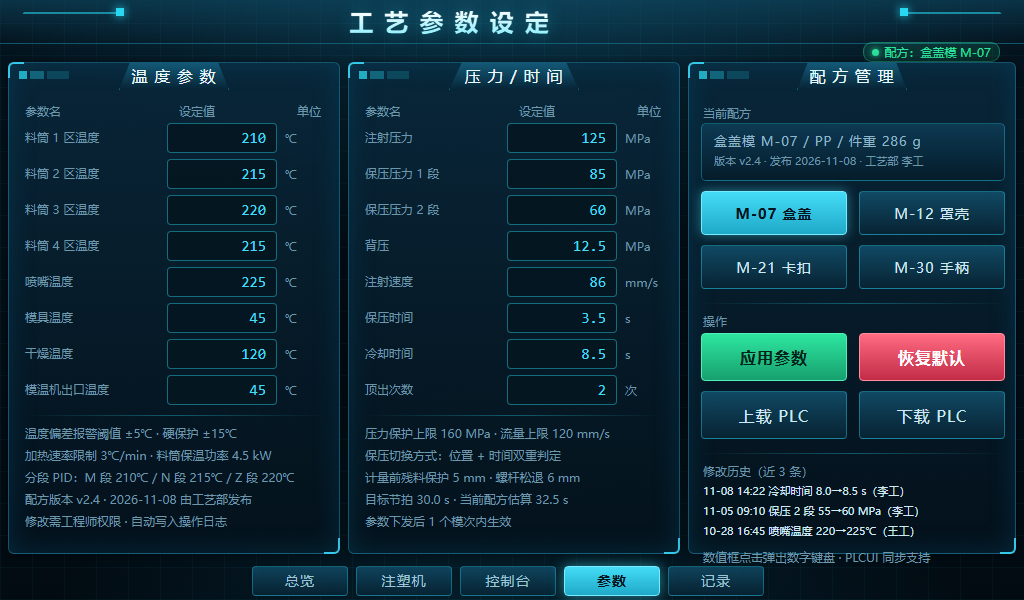 工艺参数设定
配方：盒盖模 M-07
温度参数
参数名 设定值 单位
料筒 1 区温度 210 ℃
料筒 2 区温度 215 ℃
料筒 3 区温度 220 ℃
料筒 4 区温度 215 ℃
喷嘴温度 225 ℃
模具温度 45 ℃
干燥温度 120 ℃
模温机出口温度 45 ℃
温度偏差报警阈值 ±5℃ · 硬保护 ±15℃
加热速率限制 3℃/min · 料筒保温功率 4.5 kW
分段 PID：M 段 210℃ / N 段 215℃ / Z 段 220℃
配方版本 v2.4 · 2026-11-08 由工艺部发布
修改需工程师权限 · 自动写入操作日志
压力/时间
参数名 设定值 单位
注射压力 125 MPa
保压压力 1 段 85 MPa
保压压力 2 段 60 MPa
背压 12.5 MPa
注射速度 86 mm/s
保压时间 3.5 s
冷却时间 8.5 s
顶出次数 2 次
压力保护上限 160 MPa · 流量上限 120 mm/s
保压切换方式：位置 + 时间双重判定
计量前残料保护 5 mm · 螺杆松退 6 mm
目标节拍 30.0 s · 当前配方估算 32.5 s
参数下发后 1 个模次内生效
配方管理
当前配方
盒盖模 M-07 / PP / 件重 286 g
版本 v2.4 · 发布 2026-11-08 · 工艺部 李工
M-07 盒盖 M-12 罩壳
M-21 卡扣 M-30 手柄
操作
应用参数 恢复默认
上载 PLC 下载 PLC
修改历史（近 3 条）
11-08 14:22 冷却时间 8.0→8.5 s（李工）
11-05 09:10 保压 2 段 55→60 MPa（李工）
10-28 16:45 喷嘴温度 220→225℃（王工）
数值框点击弹出数字键盘 · PLCUI 同步支持
总览 注塑机 控制台 参数 记录